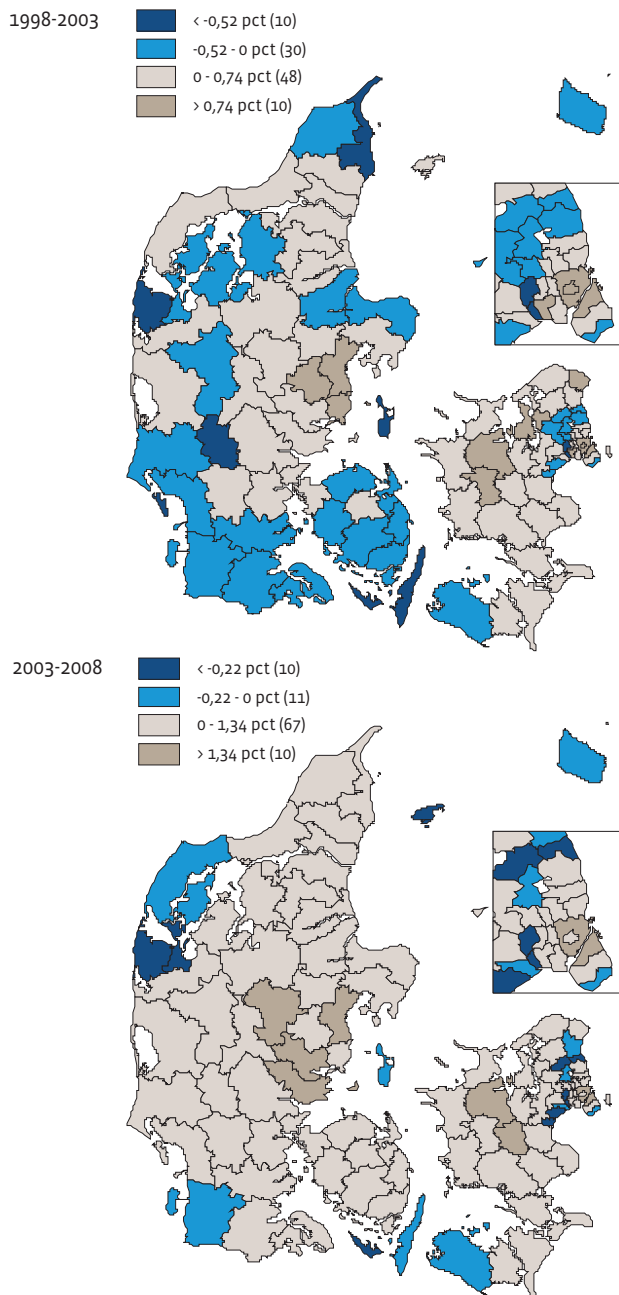 1998-2003
< -0,52 pct (10)
-0,52 - 0 pct (30)
0 - 0,74 pct (48)
> 0,74 pct (10)
2003-2008
< -0,22 pct (10)
-0,22 - 0 pct (11)
0 - 1,34 pct (67)
> 1,34 pct (10)